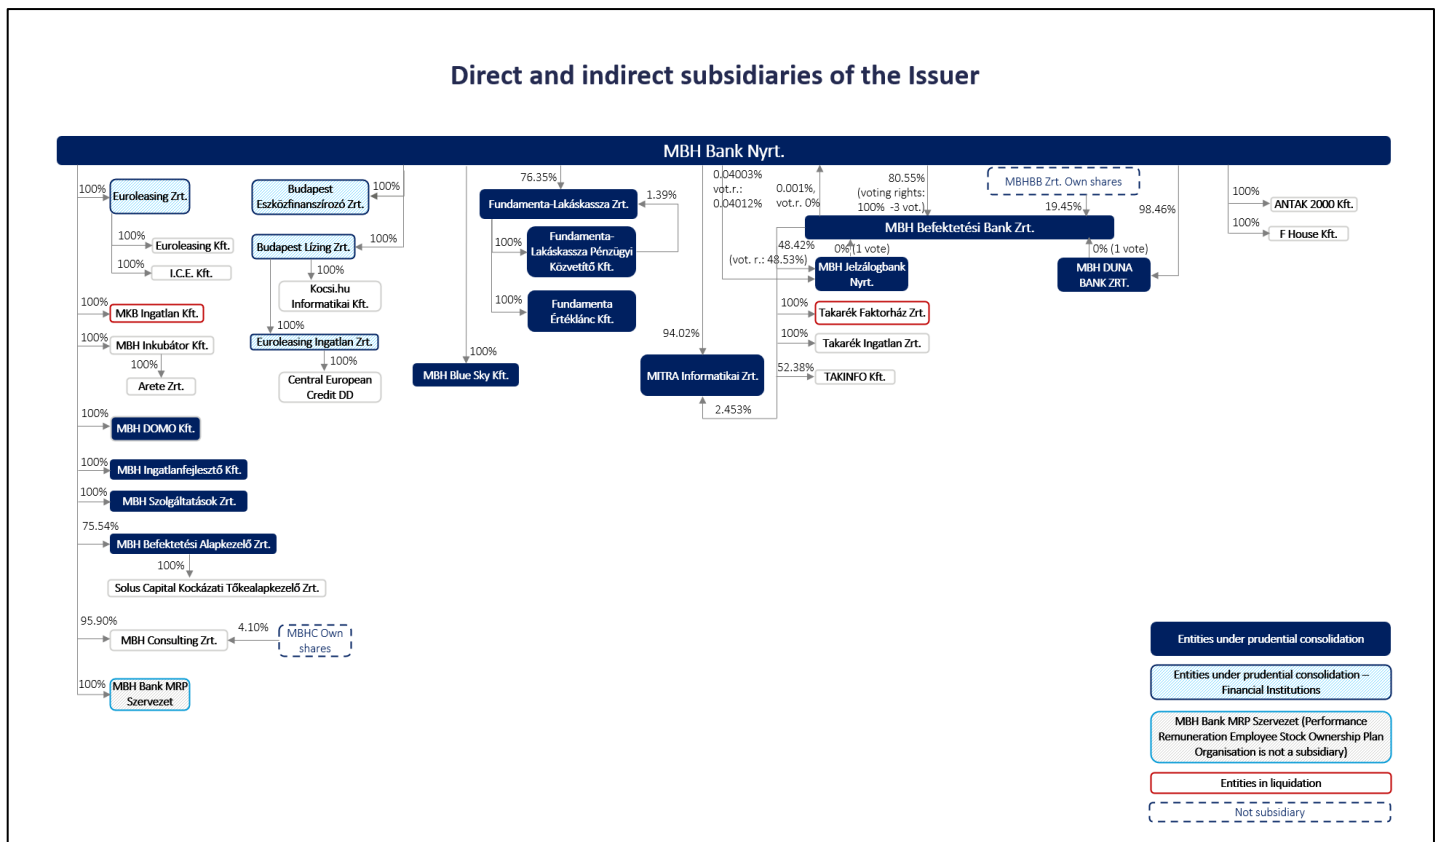 Direct and indirect subsidiaries of the Issuer
MBH Bank Nyrt.
100%
Euroleasing Zrt.
100%
Euroleasing Kft.
100%
I.C.E. Kft.
100%
MKB Ingatlan Kft.
100%
MBH Inkubátor Kft.
100%
Arete Zrt.
100%
MBH DOMO Kft.
100%
MBH Ingatlanfejlesztő Kft.
100%
MBH Szolgáltatások Zrt.
75.54%
MBH Befektetési Alapkezelő Zrt.
100%
Solus Capital Kockázati Tőkealapkezelő Zrt.
95.90%
MBH Consulting Zrt.
4.10%
MBHC Own
shares
100%
MBH Bank MRP
Szervezet
Budapest
Eszközfinanszírozó Zrt.
100%
Budapest Lízing Zrt.
100%
100%
Kocsi.hu
Informatikai Kft.
100%
Euroleasing Ingatlan Zrt.
100%
Central European
Credit DD
100%
MBH Blue Sky Kft.
76.35%
Fundamenta-Lakáskassza Zrt.
1.39%
100%
Fundamenta-
Lakáskassza Pénzügyi
Közvetítő Kft.
100%
Fundamenta
Értéklánc Kft.
94.02%
MITRA Informatikai Zrt.
2.453%
0.04003%
vot.r.:
0.04012%
0.001%,
vot.r. 0%
80.55%
(voting rights:
100% -3 vot.)
MBHBB Zrt. Own shares
19.45%
MBH Befektetési Bank Zrt.
48.42%
(vot. r.: 48.53%)
0% (1 vote)
MBH Jelzálogbank
Nyrt.
0% (1 vote)
MBH DUNA
BANK ZRT.
98.46%
100%
Takarék Faktorház Zrt.
100%
Takarék Ingatlan Zrt.
52.38%
TAKINFO Kft.
100%
ANTAK 2000 Kft.
100%
F House Kft.
Entities under prudential consolidation
Entities under prudential consolidation –
Financial Institutions
MBH Bank MRP Szervezet (Performance
Remuneration Employee Stock Ownership Plan
Organisation is not a subsidiary)
Entities in liquidation
Not subsidiary